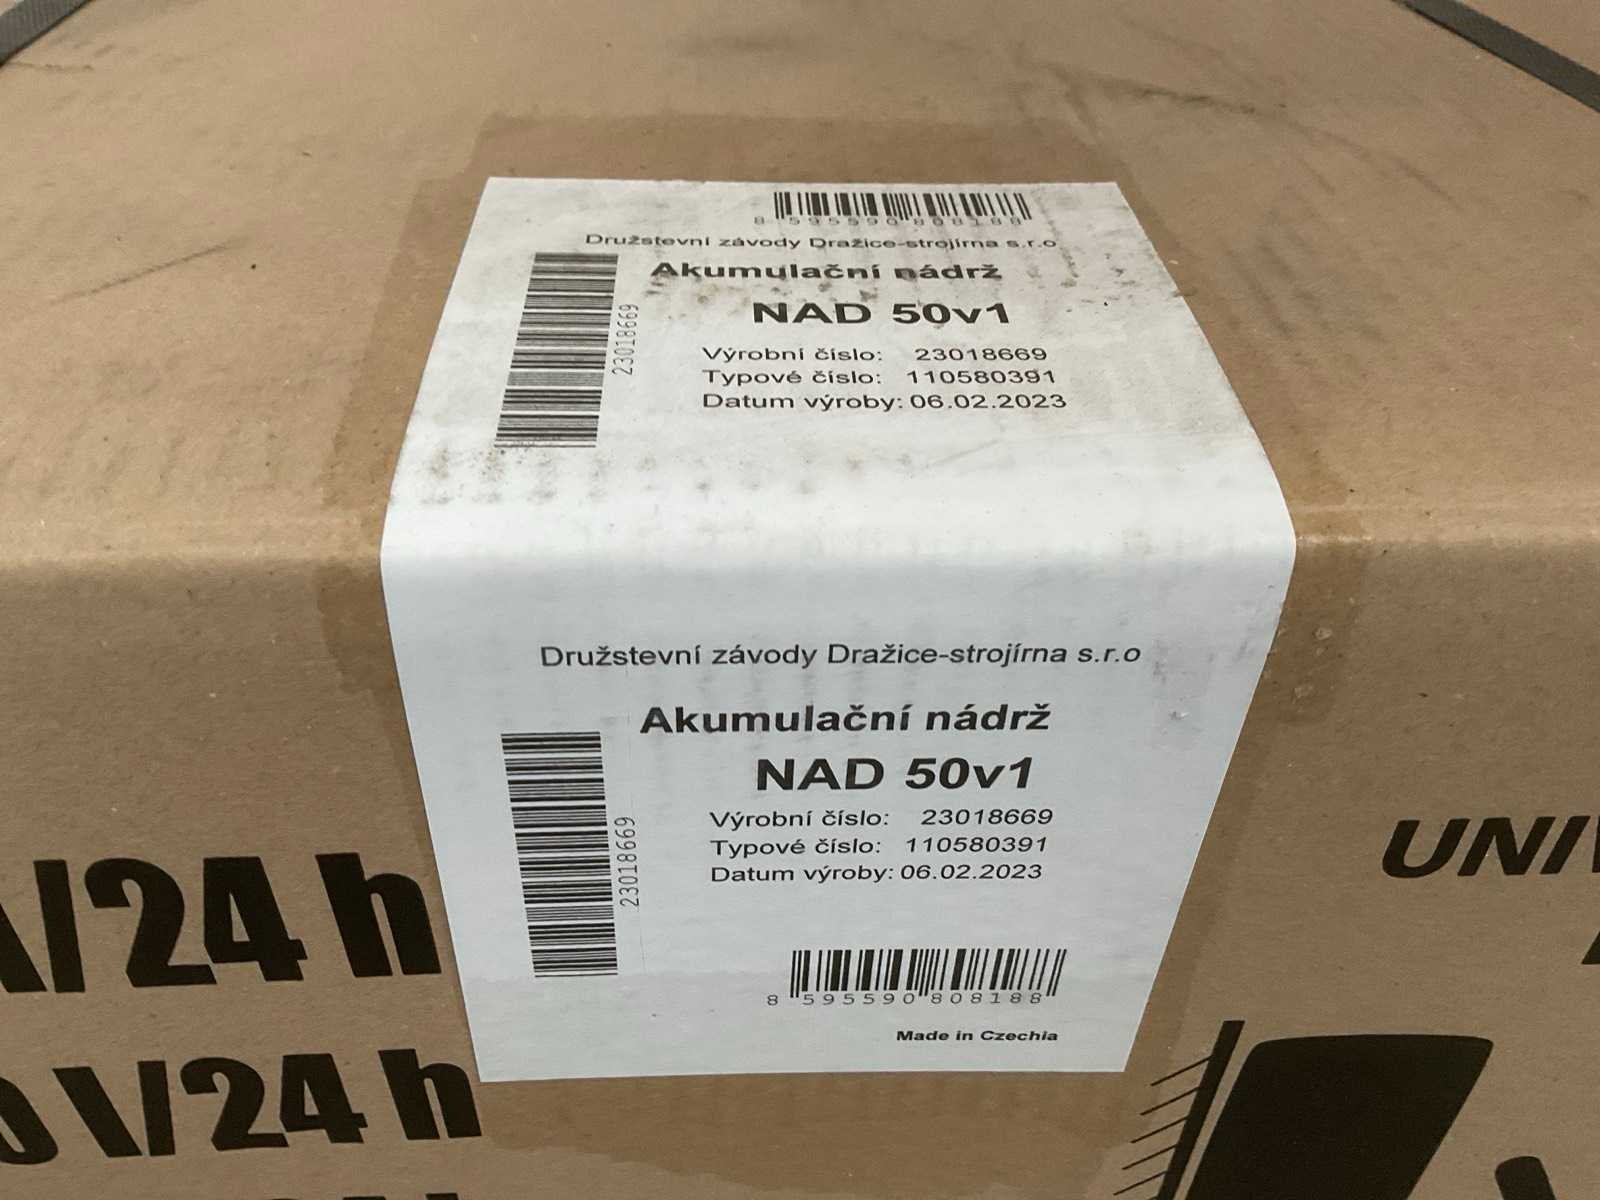 8 595590 808188
Družstevní závody Dražice-strojírna s.r.o
Akumulační nádrž
NAD 50v1
23018669
Výrobní číslo: 23018669
Typové číslo: 110580391
Datum výroby: 06.02.2023
Družstevní závody Dražice-strojírna s.r.o
Akumulační nádrž
NAD 50v1
23018669
Výrobní číslo: 23018669
Typové číslo: 110580391
Datum výroby: 06.02.2023
8 595590 808188
Made in Czechia
/24 h
/24 h
UNI